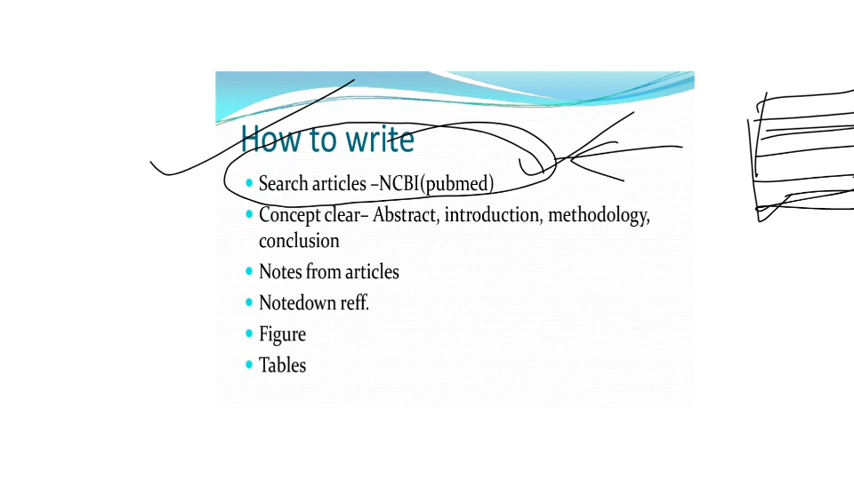 How to write
Search articles –NCBI(pubmed)
Concept clear– Abstract, introduction, methodology,
conclusion
Notes from articles
Notedown reff.
Figure
Tables